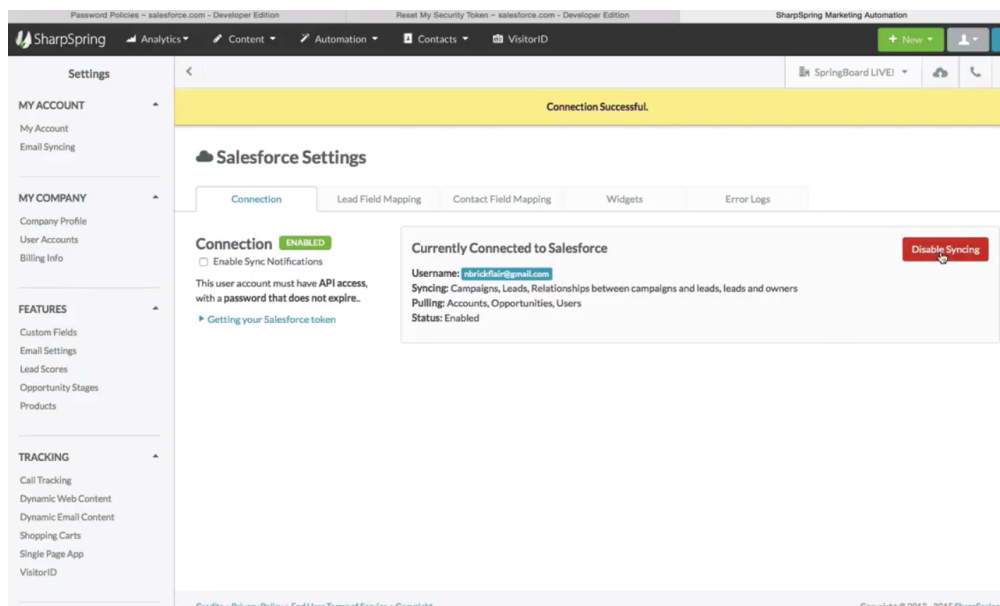 Password Policies ~ salesforce.com - Developer Edition
Reset My Security Token ~ salesforce.com - Developer Edition
SharpSpring Marketing Automation
SharpSpring Analytics Content Automation Contacts VisitorID + New
Settings
SpringBoard LIVE!
Connection Successful.
MY ACCOUNT
My Account
Email Syncing
MY COMPANY
Company Profile
User Accounts
Billing Info
FEATURES
Custom Fields
Email Settings
Lead Scores
Opportunity Stages
Products
TRACKING
Call Tracking
Dynamic Web Content
Dynamic Email Content
Shopping Carts
Single Page App
VisitorID
Salesforce Settings
Connection Lead Field Mapping Contact Field Mapping Widgets Error Logs
Connection ENABLED
Enable Sync Notifications
This user account must have API access,
with a password that does not expire..
Getting your Salesforce token
Currently Connected to Salesforce
Disable Syncing
Username: nbrickflair@gmail.com
Syncing: Campaigns, Leads, Relationships between campaigns and leads, leads and owners
Pulling: Accounts, Opportunities, Users
Status: Enabled